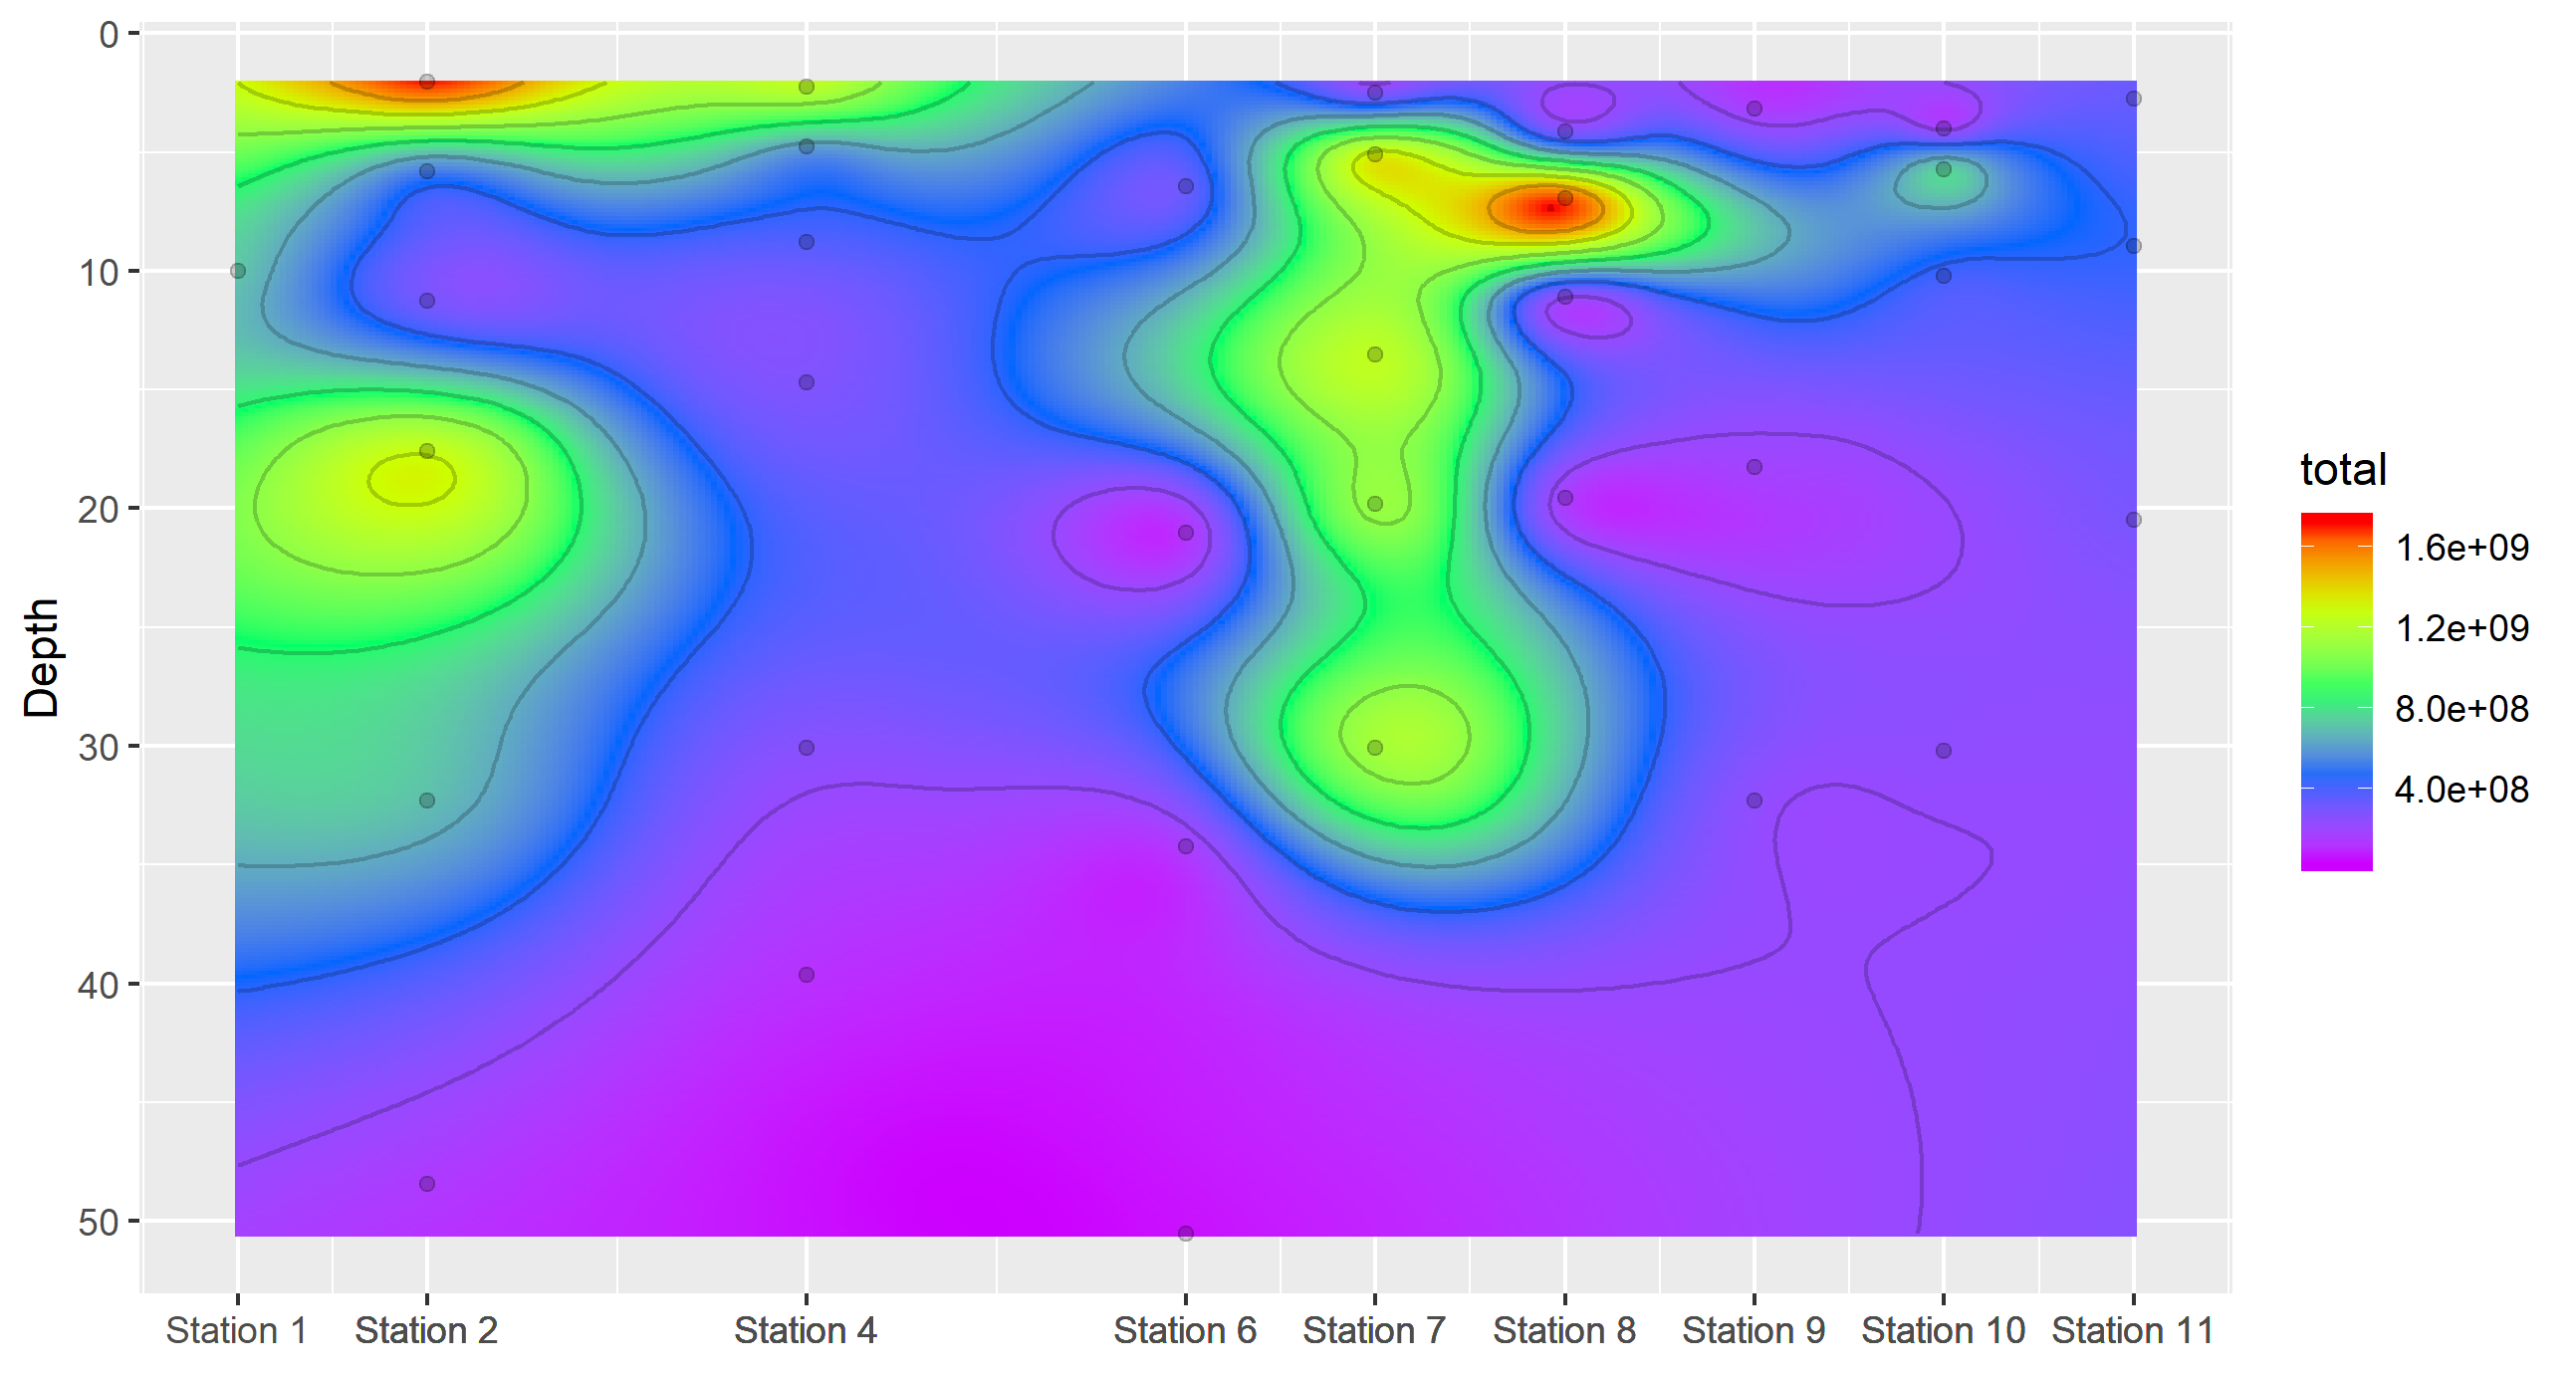 0
10
20
30
40
50
Depth
Station 1
Station 2
Station 4
Station 6
Station 7
Station 8
Station 9
Station 10
Station 11
total
1.6e+09
1.2e+09
8.0e+08
4.0e+08